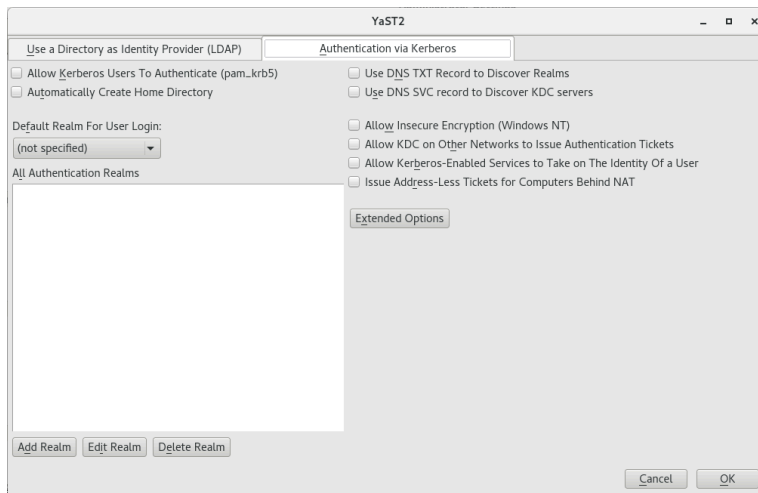 YaST2
Use a Directory as Identity Provider (LDAP)
Authentication via Kerberos
Allow Kerberos Users To Authenticate (pam_krb5)
Automatically Create Home Directory
Default Realm For User Login:
(not specified)
All Authentication Realms
Add Realm
Edit Realm
Delete Realm
Use DNS TXT Record to Discover Realms
Use DNS SVC record to Discover KDC servers
Allow Insecure Encryption (Windows NT)
Allow KDC on Other Networks to Issue Authentication Tickets
Allow Kerberos-Enabled Services to Take on The Identity Of a User
Issue Address-Less Tickets for Computers Behind NAT
Extended Options
Cancel
OK